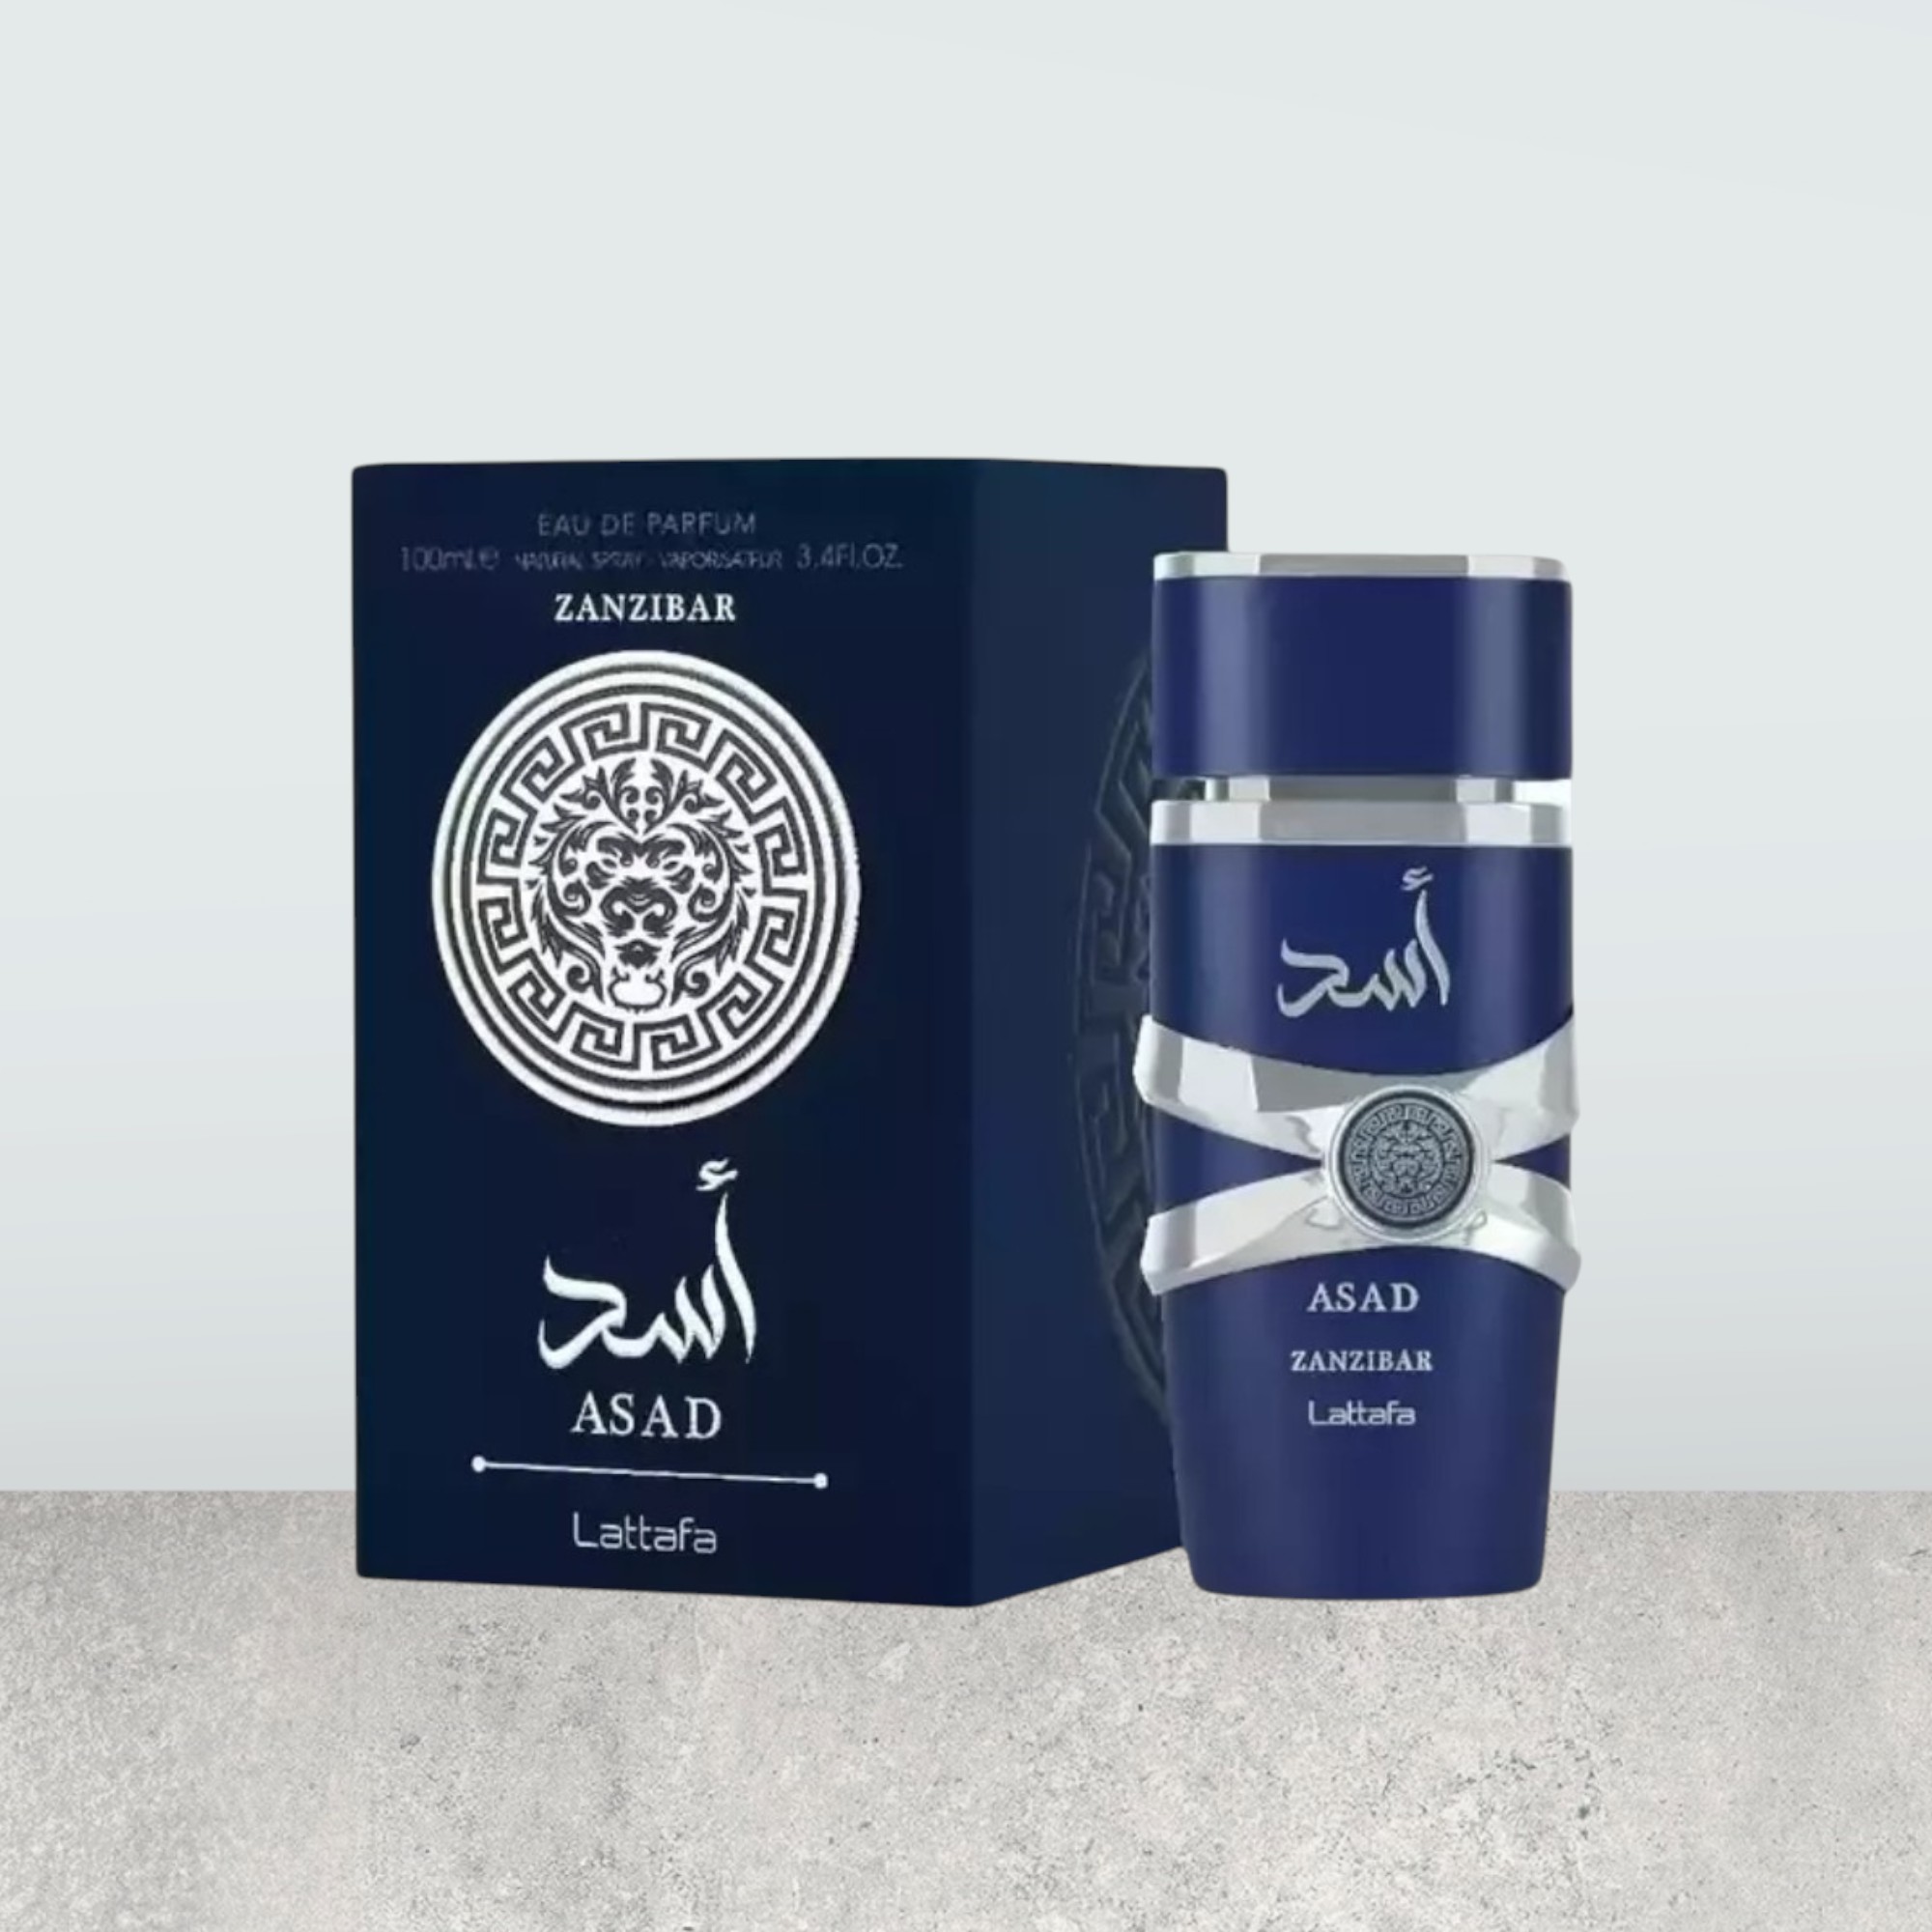 EAU DE PARFUM
100ml.e NATURAL SPRAY - VAPORISATEUR 3.4Fl.OZ.
ZANZIBAR
أسد
ASAD
Lattafa
أسد
ASAD
ZANZIBAR
Lattafa